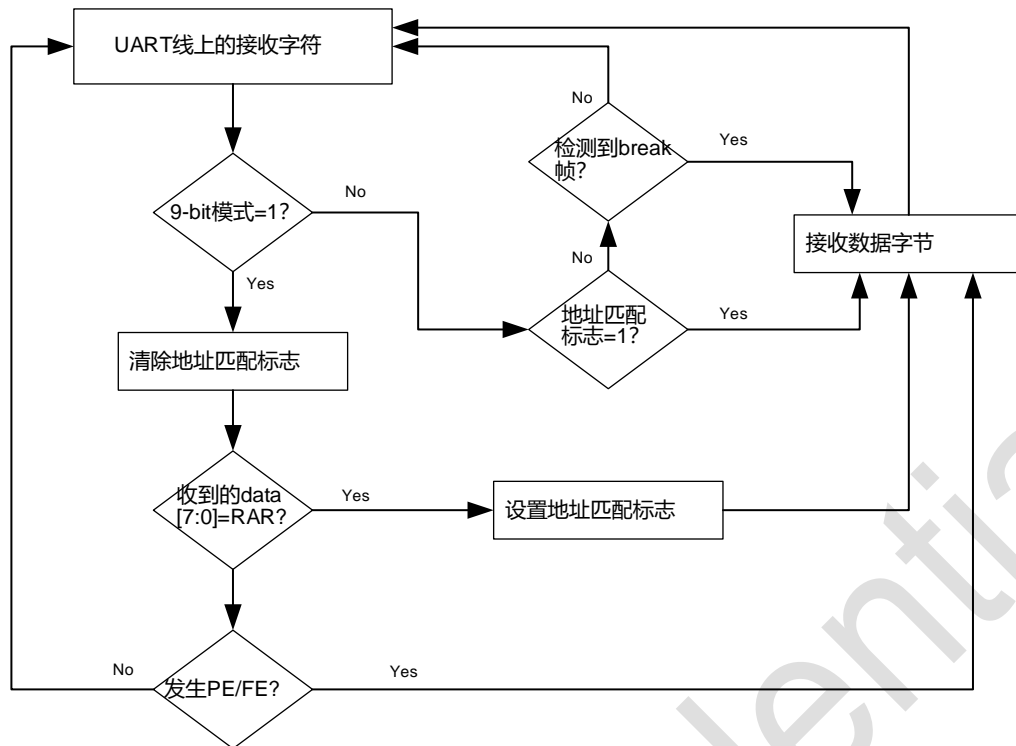 UART线上的接收字符
No
检测到break
帧?
Yes
9-bit模式=1?
No
接收数据字节
Yes
No
地址匹配
标志=1?
Yes
清除地址匹配标志
收到的data
[7:0]=RAR?
Yes
设置地址匹配标志
No
发生PE/FE?
Yes